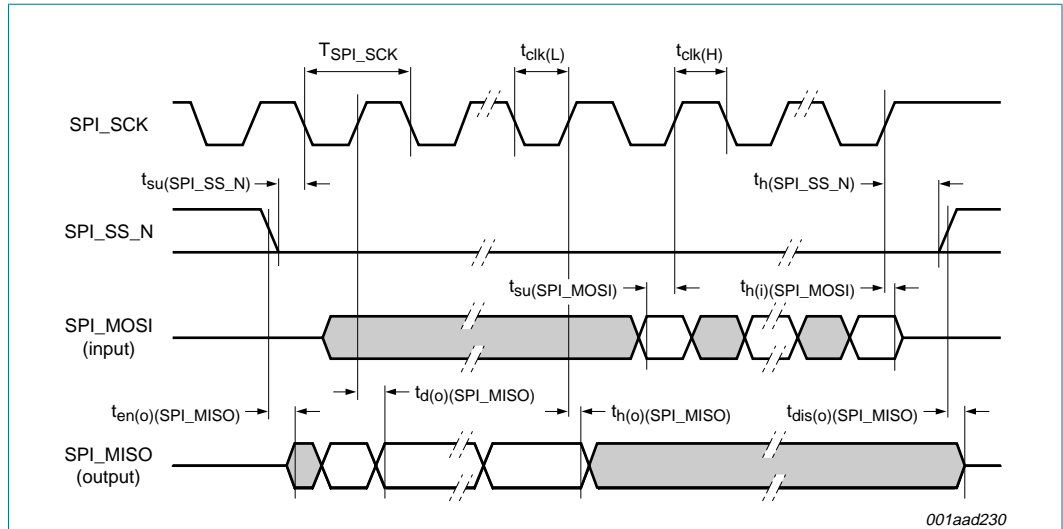 TSPI_SCK
tclk(L)
tclk(H)
SPI_SCK
tsu(SPI_SS_N)
th(SPI_SS_N)
SPI_SS_N
tsu(SPI_MOSI)
th(i)(SPI_MOSI)
SPI_MOSI
(input)
ten(o)(SPI_MISO)
td(o)(SPI_MISO)
th(o)(SPI_MISO)
tdis(o)(SPI_MISO)
SPI_MISO
(output)
001aad230